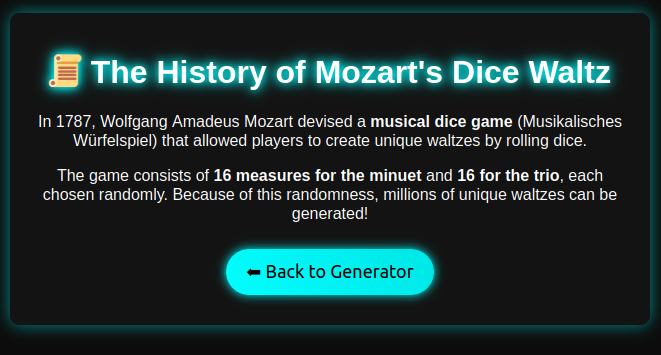 📜 The History of Mozart's Dice Waltz
In 1787, Wolfgang Amadeus Mozart devised a musical dice game (Musikalisches
Würfelspiel) that allowed players to create unique waltzes by rolling dice.
The game consists of 16 measures for the minuet and 16 for the trio, each
chosen randomly. Because of this randomness, millions of unique waltzes can be
generated!
⬅ Back to Generator